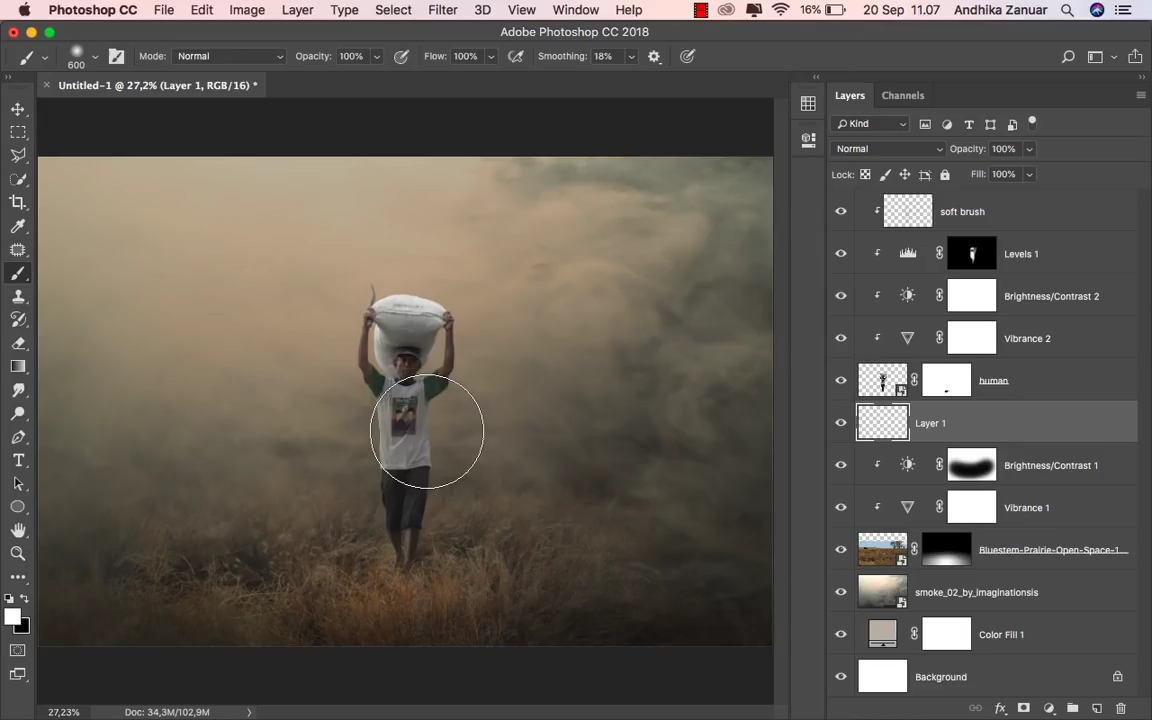 Photoshop CC File Edit Image Layer Type Select Filter 3D View Window Help 16% 20 Sep 11.07 Andhika Zanuar
Adobe Photoshop CC 2018
600 Mode: Normal Opacity: 100% Flow: 100% Smoothing: 18%
Untitled-1 @ 27,2% (Layer 1, RGB/16) *
Layers Channels
Kind
Normal Opacity: 100%
Lock: Fill: 100%
soft brush
Levels 1
Brightness/Contrast 2
Vibrance 2
human
Layer 1
Brightness/Contrast 1
Vibrance 1
Bluestem-Prairie-Open-Space-1...
smoke_02_by_imaginationsis
Color Fill 1
Background
27,23% Doc: 34,3M/102,9M
fx